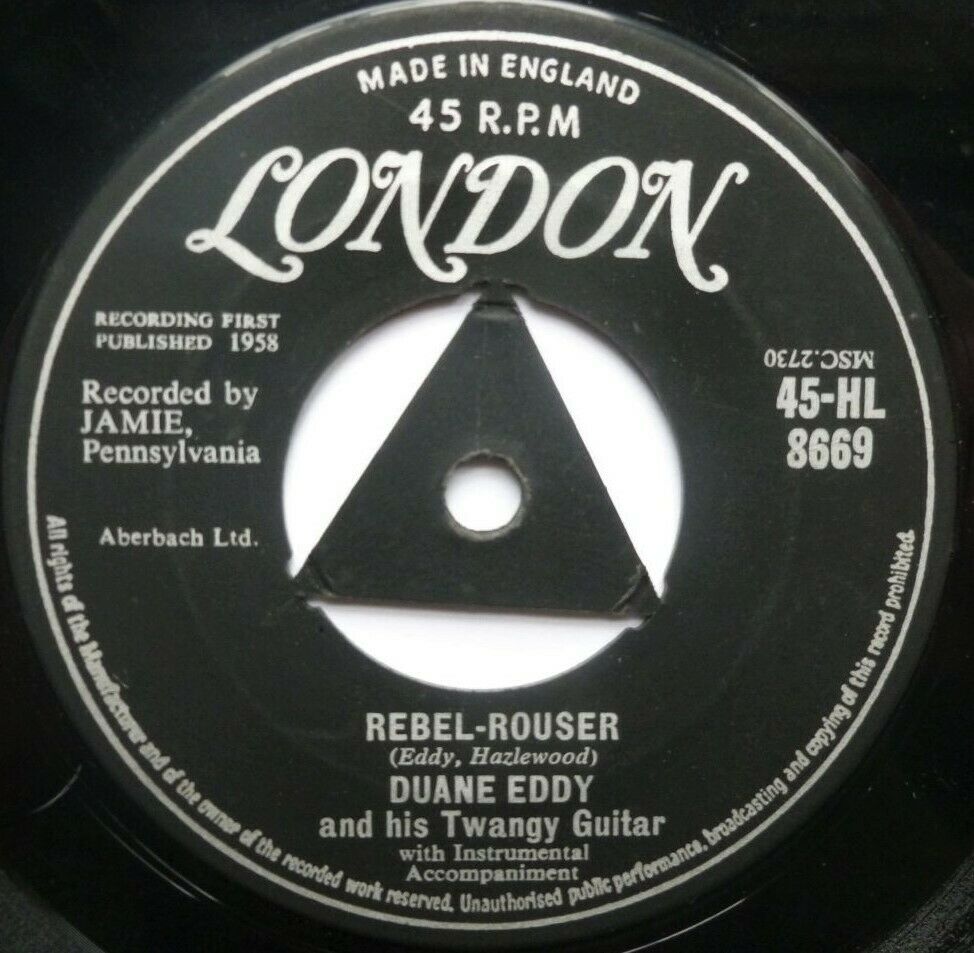 MADE IN ENGLAND
45 R.P.M
LONDON
RECORDING FIRST
PUBLISHED 1958
Recorded by
JAMIE,
Pennsylvania
Aberbach Ltd.
MSC.2730
45-HL
8669
REBEL-ROUSER
(Eddy, Hazlewood)
DUANE EDDY
and his Twangy Guitar
with Instrumental
Accompaniment
All rights of the Manufacturer and of the owner of the recorded work reserved. Unauthorised public performance, broadcasting and copying of this record prohibited.